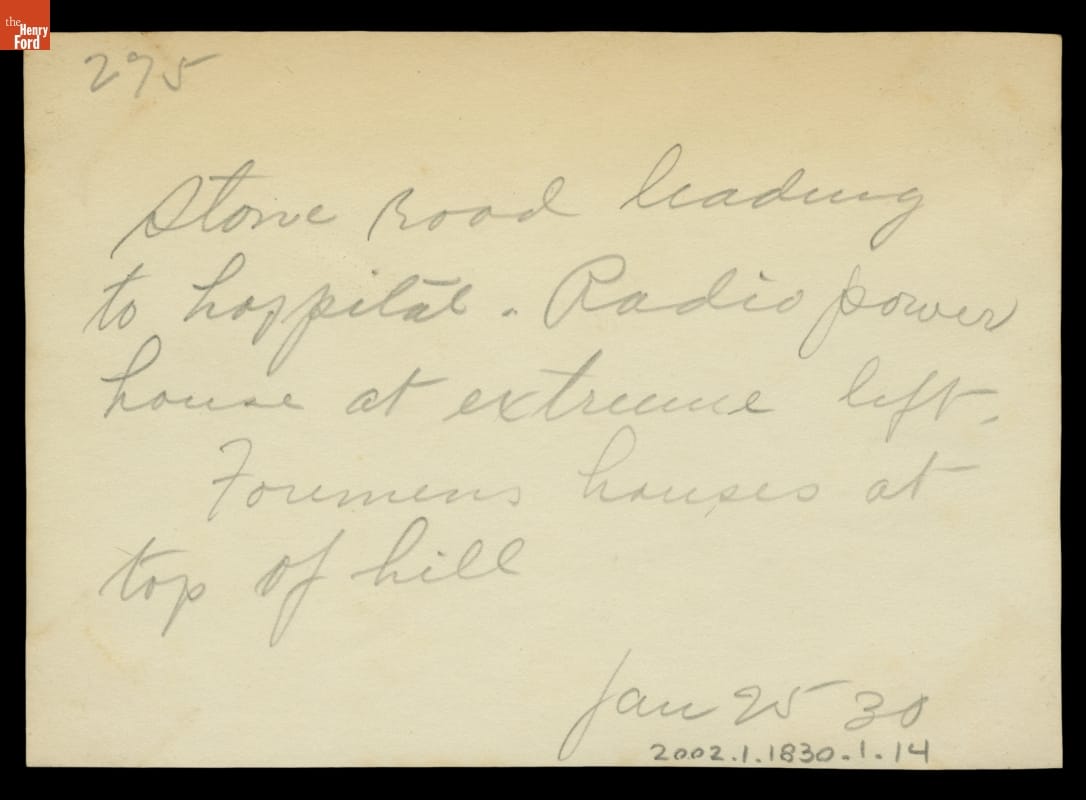 the
Henry
Ford
275
Stone Road leading
to hospital. Radio power
house at extreme left.
Foremens houses at
top of hill
Jan 25 30
2002.1.1830.1.14